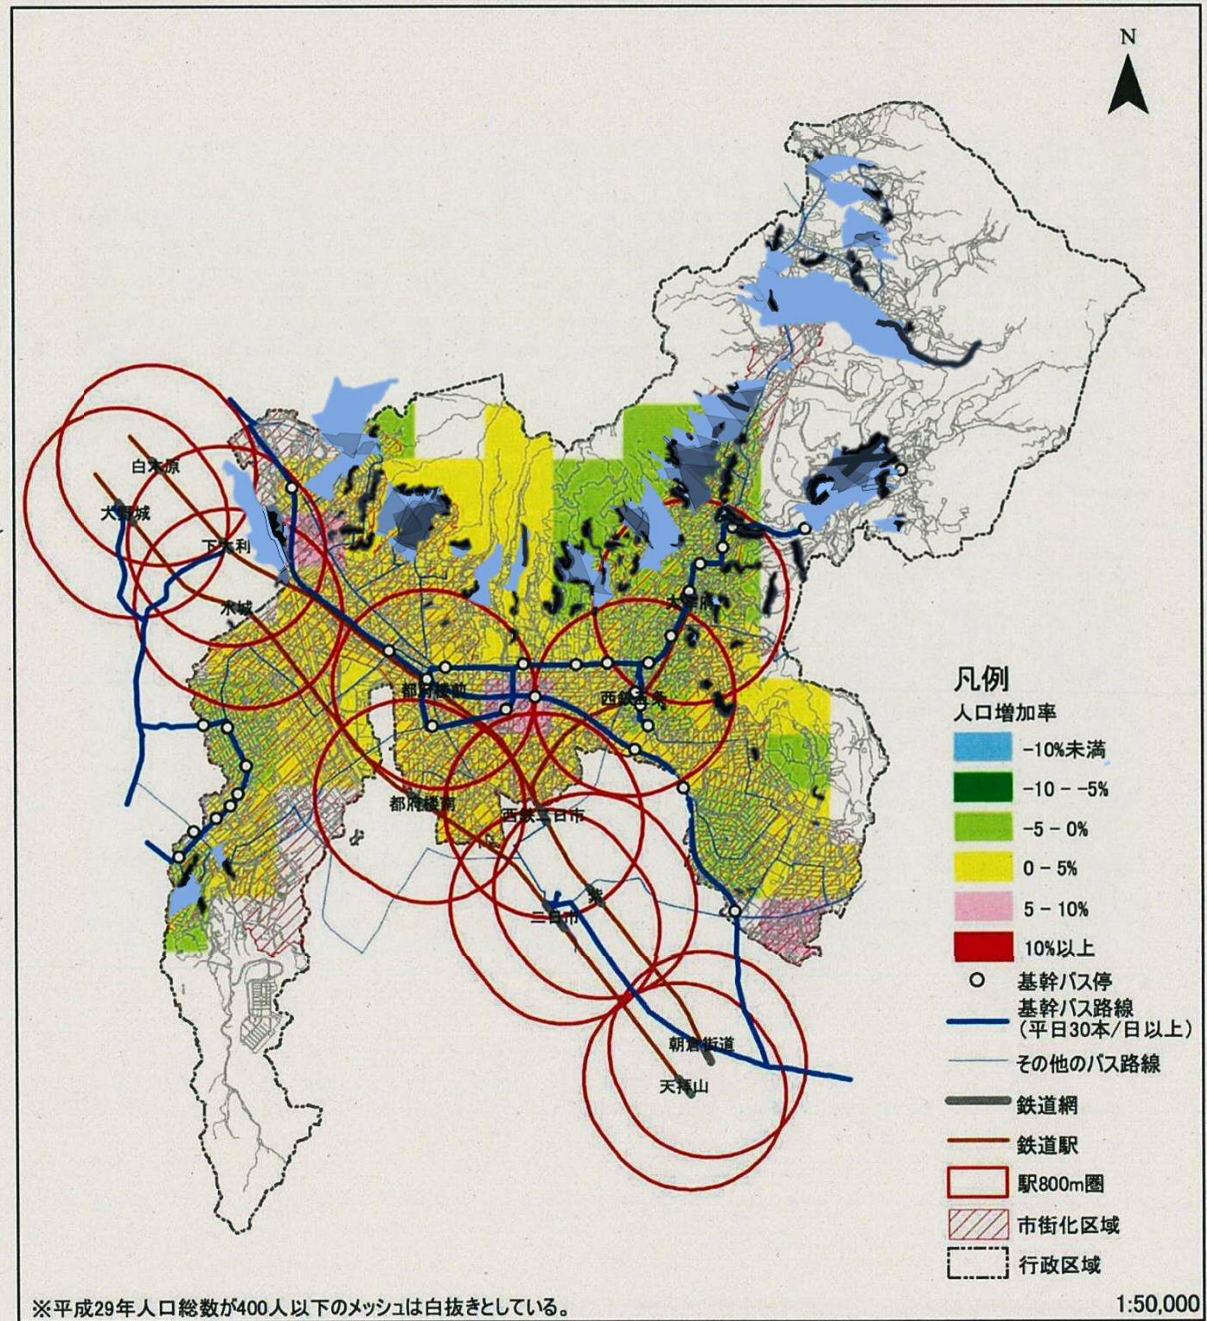 N
白木原
大野城
下大利
水城
都府楼前
西鉄五条
太宰府
都府楼南
西鉄二日市
紫
二日市
朝倉街道
天拝山
凡例
人口増加率
-10%未満
-10 - -5%
-5 - 0%
0 - 5%
5 - 10%
10%以上
基幹バス停
基幹バス路線
(平日30本/日以上)
その他のバス路線
鉄道網
鉄道駅
駅800m圏
市街化区域
行政区域
※平成29年人口総数が400人以下のメッシュは白抜きとしている。
1:50,000